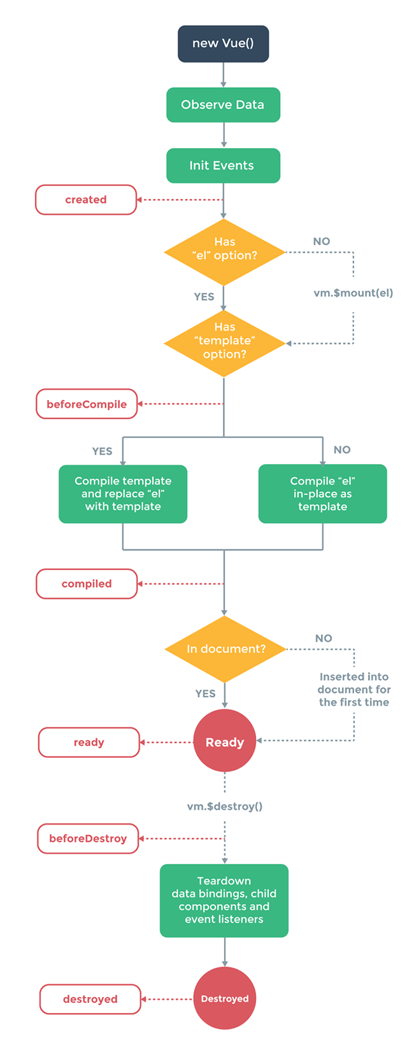 new Vue()
Observe Data
Init Events
created
Has
"el" option?
NO
vm.$mount(el)
YES
Has
"template"
option?
beforeCompile
YES
NO
Compile template
and replace "el"
with template
Compile "el"
in-place as
template
compiled
In document?
NO
Inserted into
document for
the first time
YES
Ready
ready
vm.$destroy()
beforeDestroy
Teardown
data bindings, child
components and
event listeners
destroyed
Destroyed